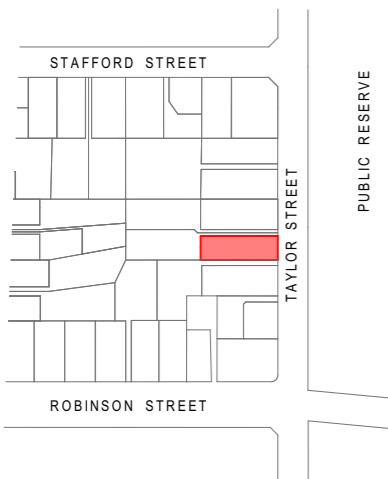 STAFFORD STREET
PUBLIC RESERVE
TAYLOR STREET
ROBINSON STREET